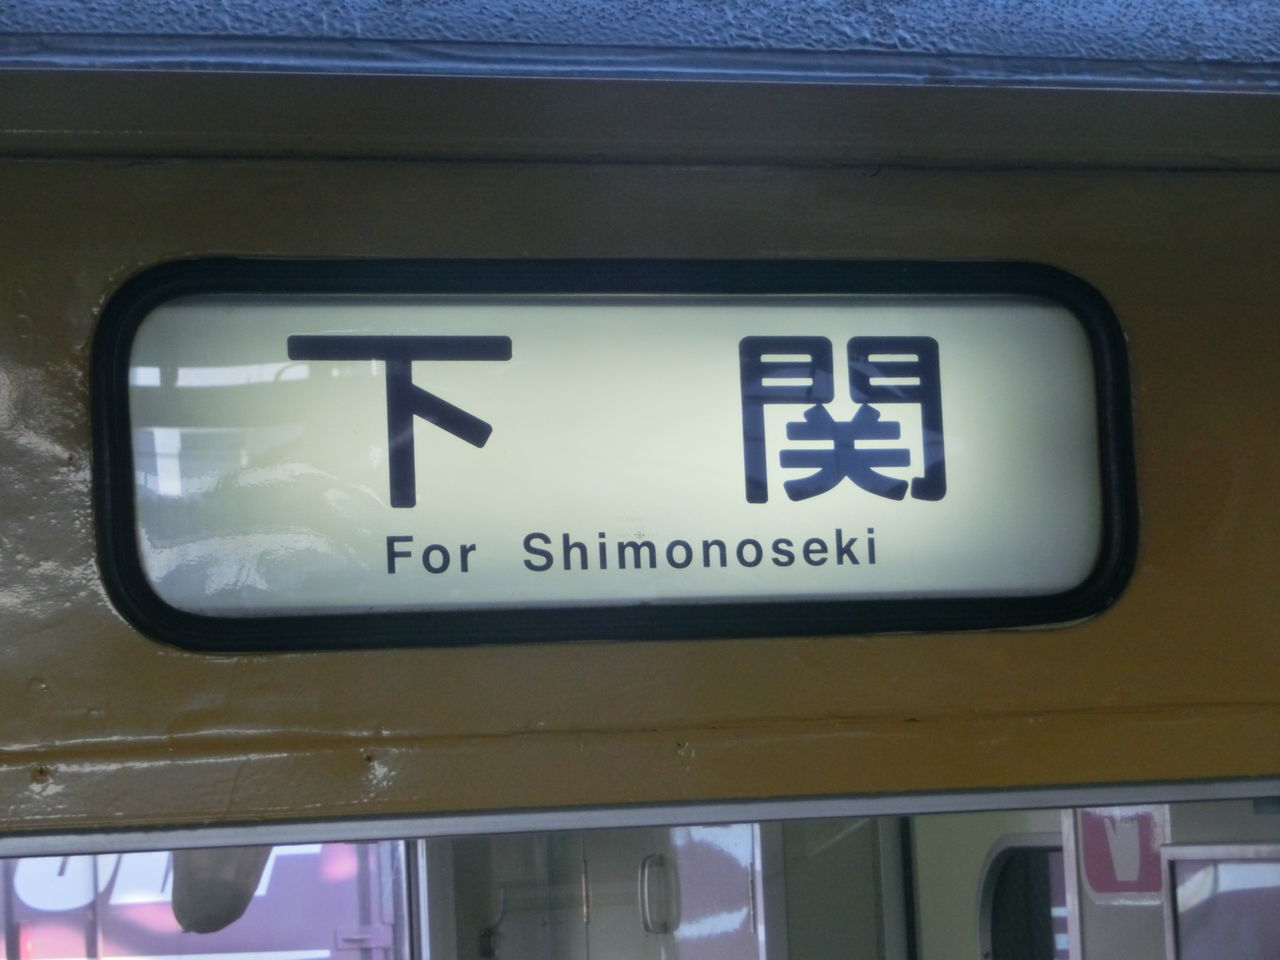 下関
For Shimonoseki